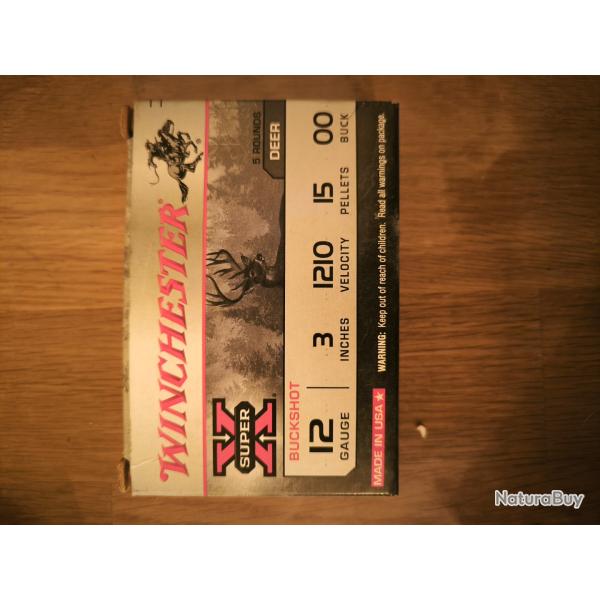 WINCHESTER
®
SUPER
X
5 ROUNDS
DEER
BUCKSHOT
12 3 1210 15 00
GAUGE INCHES VELOCITY PELLETS BUCK
MADE IN USA★
WARNING: Keep out of reach of children. Read all warnings on package.
NaturaBuy